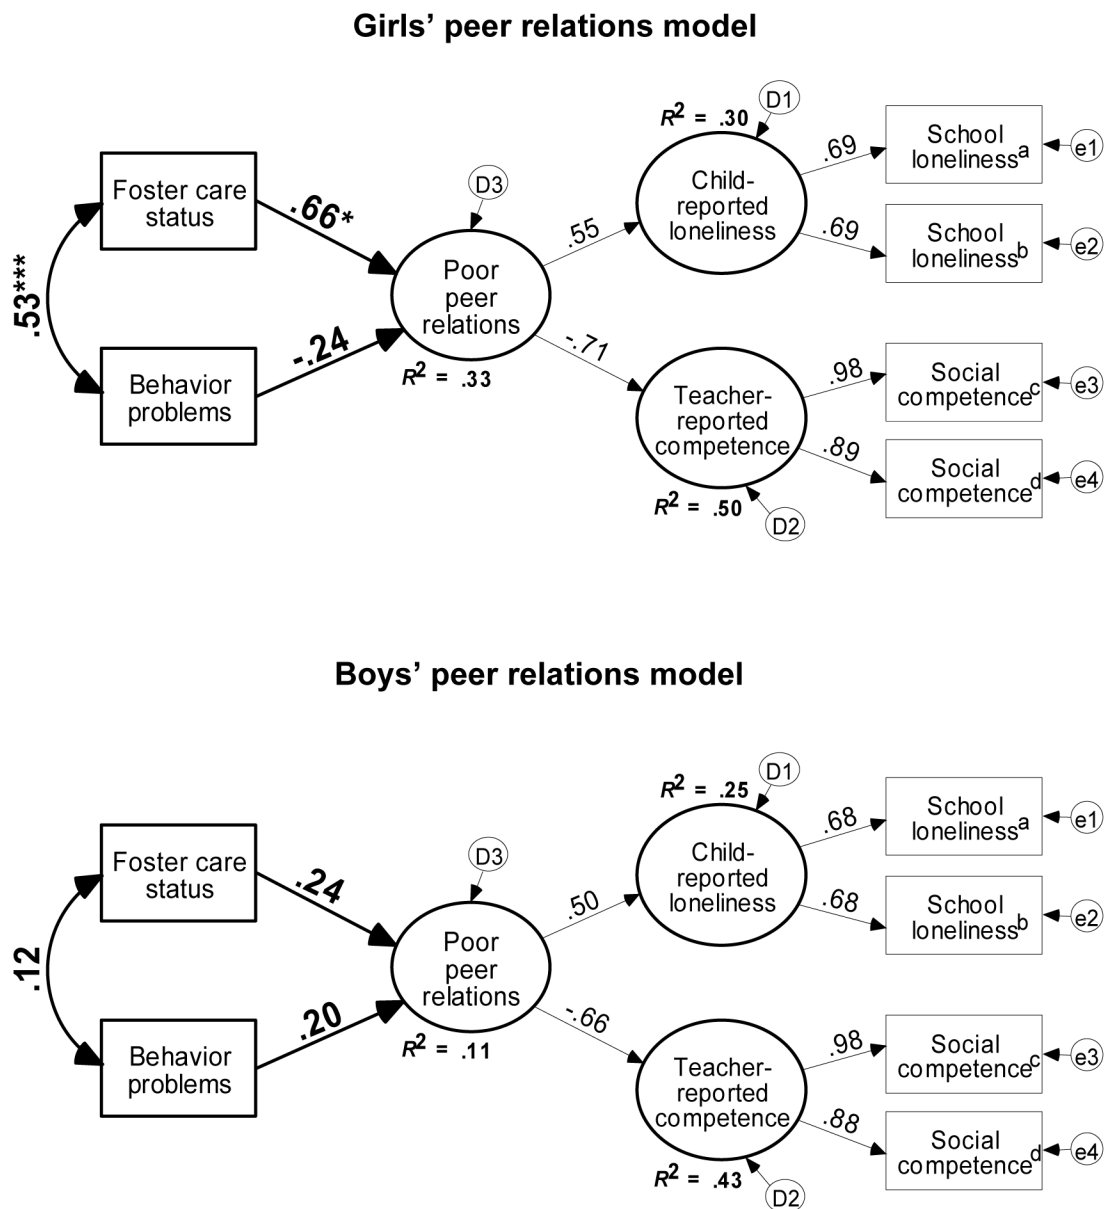 Girls’ peer relations model
D1
R2 = .30
School
lonelinessa
e1
.69
Foster care
status
D3
Child-
reported
loneliness
.66*
.55
.69
School
lonelinessb
e2
.53***
Poor
peer
relations
-.24
-.71
R2 = .33
Behavior
problems
Teacher-
reported
competence
.98
Social
competencec
e3
.89
Social
competenced
e4
R2 = .50
D2
Boys’ peer relations model
D1
R2 = .25
School
lonelinessa
e1
.68
Foster care
status
D3
Child-
reported
loneliness
.24
.50
.68
School
lonelinessb
e2
.12
Poor
peer
relations
.20
-.66
R2 = .11
Behavior
problems
Teacher-
reported
competence
.98
Social
competencec
e3
.88
Social
competenced
e4
R2 = .43
D2